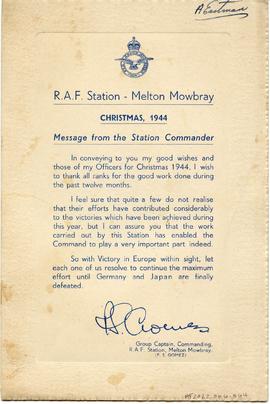 A Eastman
R.A.F. Station - Melton Mowbray
CHRISTMAS, 1944
Message from the Station Commander
In conveying to you my good wishes and
those of my Officers for Christmas 1944, I wish
to thank all ranks for the good work done during
the past twelve months.
I feel sure that quite a few do not realise
that their efforts have contributed considerably
to the victories which have been achieved during
this year, but I can assure you that the work
carried out by this Station has enabled the
Command to play a very important part indeed.
So with Victory in Europe within sight, let
each one of us resolve to continue the maximum
effort until Germany and Japan are finally
defeated.
Group Captain, Commanding,
R.A.F. Station, Melton Mowbray.